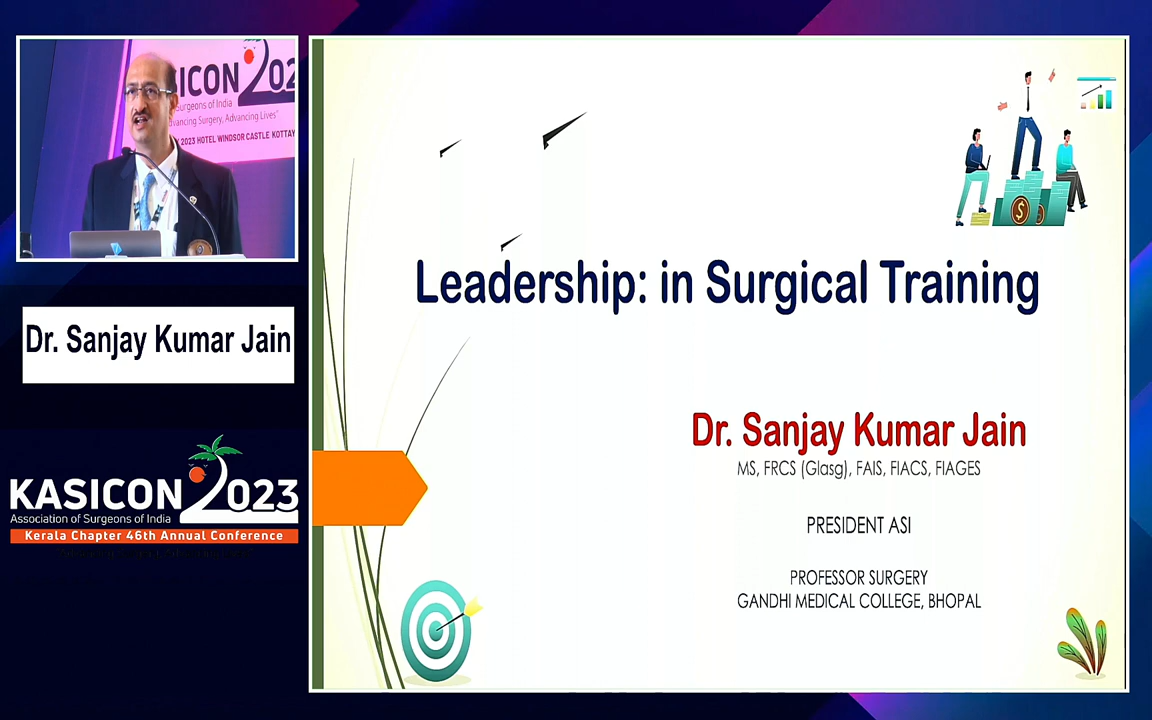 ICON 202
Surgeons of India
dvancing Surgery, Advancing Lives"
2023 HOTEL WINDSOR CASTLE KOTTAY
Dr. Sanjay Kumar Jain
KASICON 2023
Association of Surgeons of India
Kerala Chapter 46th Annual Conference
Leadership: in Surgical Training
Dr. Sanjay Kumar Jain
MS, FRCS (Glasg), FAIS, FIACS, FIAGES
PRESIDENT ASI
PROFESSOR SURGERY
GANDHI MEDICAL COLLEGE, BHOPAL